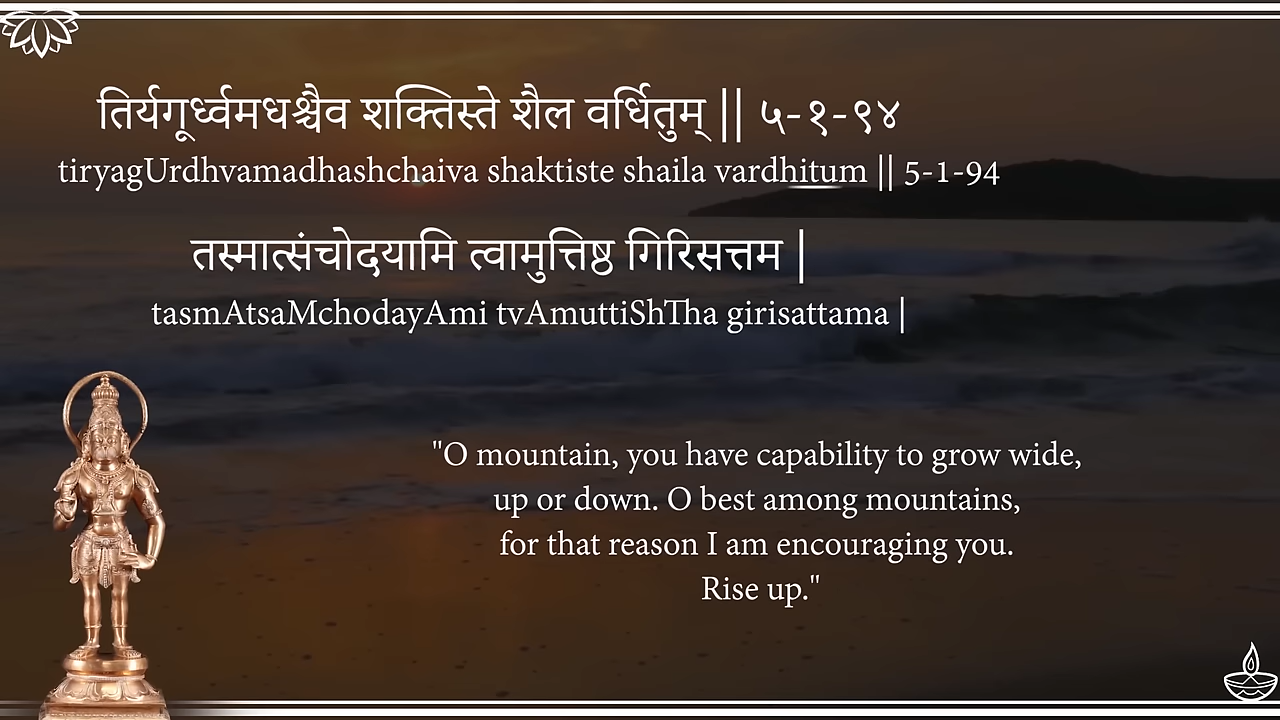 तिर्यगूर्ध्वमधश्चैव शक्तिस्ते शैल वर्धितुम् || ५-१-९४
tiryagUrdhvamadhashchaiva shaktiste shaila vardhitum || 5-1-94
तस्मात्संचोदयामि त्वामुत्तिष्ठ गिरिसत्तम |
tasmAtsaMchodayAmi tvAmuttiShTha girisattama |
"O mountain, you have capability to grow wide,
up or down. O best among mountains,
for that reason I am encouraging you.
Rise up."